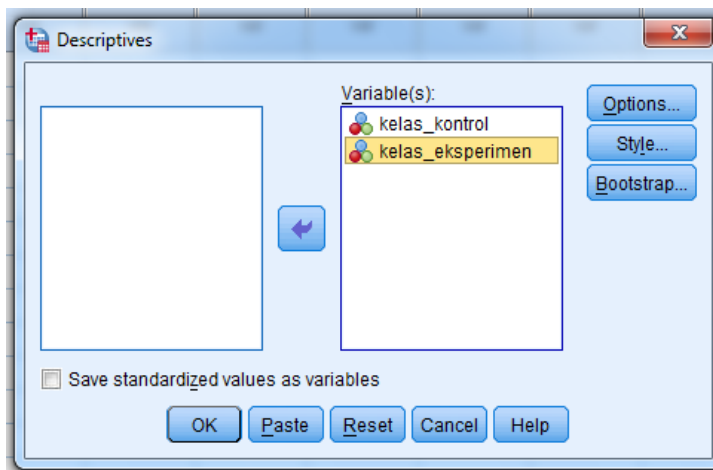 Descriptives
Variable(s):
kelas_kontrol
kelas_eksperimen
Options...
Style...
Bootstrap...
Save standardized values as variables
OK
Paste
Reset
Cancel
Help